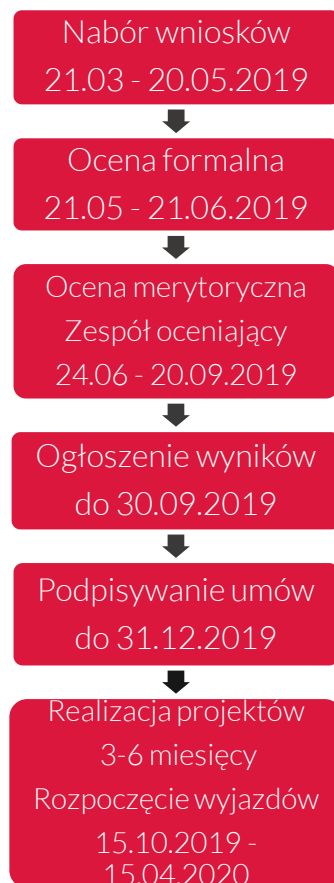 Nabór wniosków
21.03 - 20.05.2019
Ocena formalna
21.05 - 21.06.2019
Ocena merytoryczna
Zespół oceniający
24.06 - 20.09.2019
Ogłoszenie wyników
do 30.09.2019
Podpisywanie umów
do 31.12.2019
Realizacja projektów
3-6 miesięcy
Rozpoczęcie wyjazdów
15.10.2019 -
15.04.2020